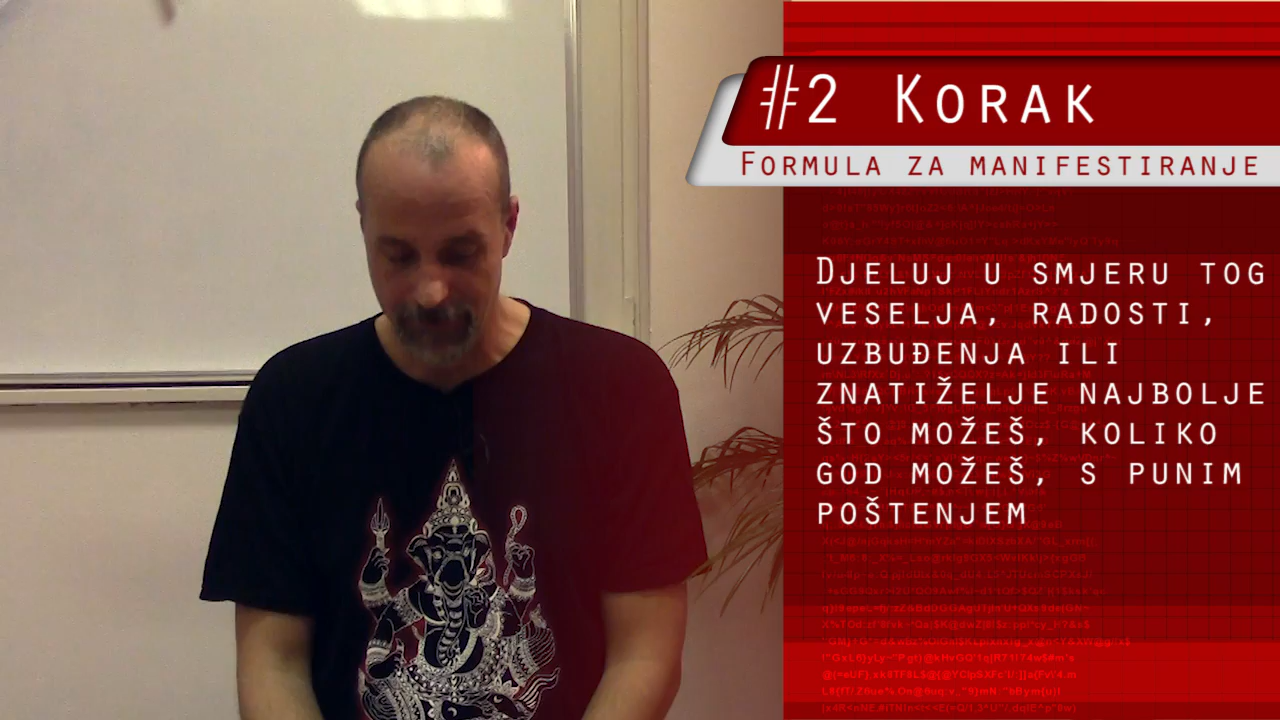 #2 Korak
Formula za manifestiranje
Djeluj u smjeru tog
veselja, radosti,
uzbuđenja ili
znatiželje najbolje
što možeš, koliko
god možeš, s punim
poštenjem